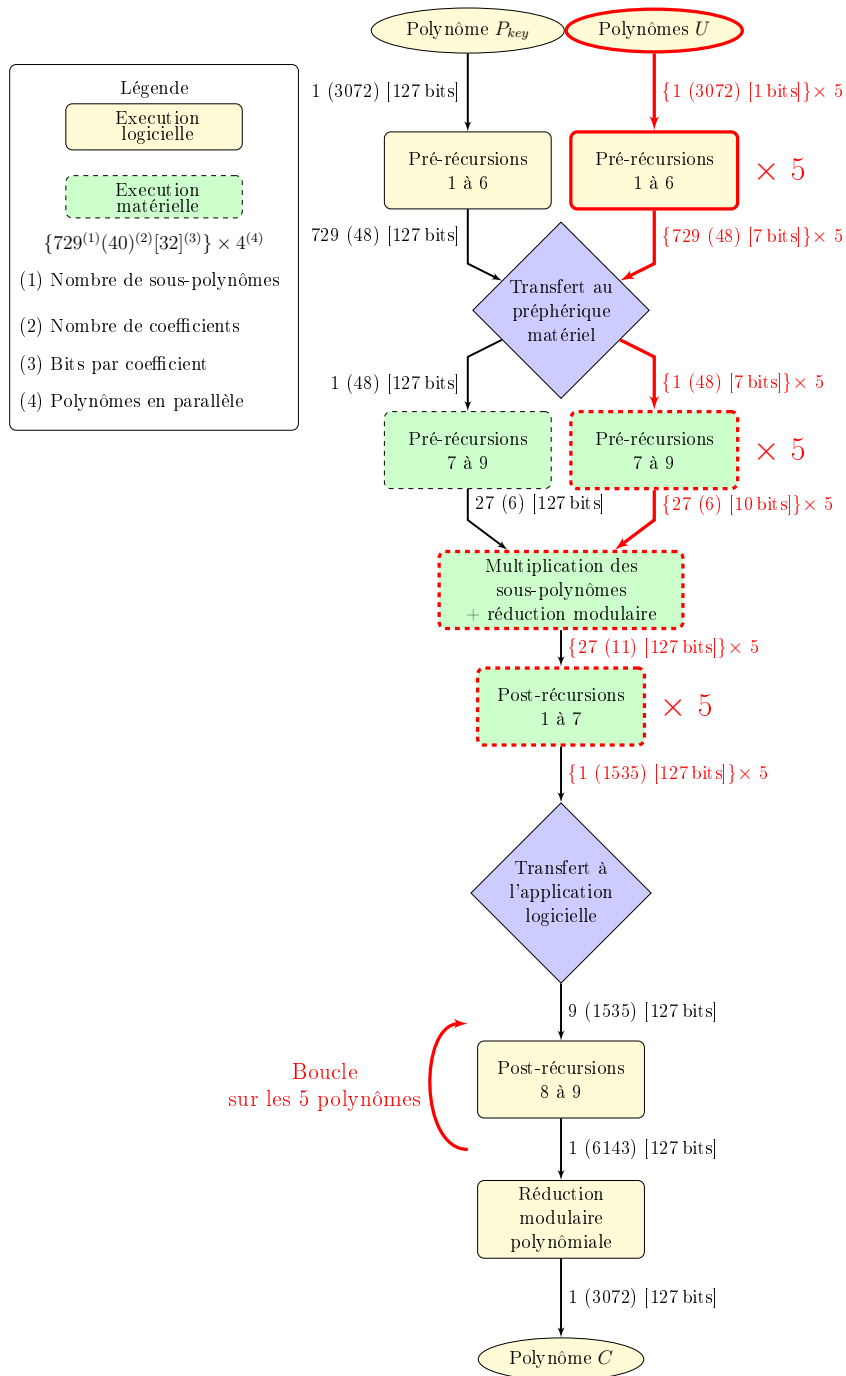 Polynôme P_key
Polynômes U
Légende
Execution
logicielle
Execution
matérielle
{729^(1)(40)^(2)[32]^(3)} × 4^(4)
(1) Nombre de sous-polynômes
(2) Nombre de coefficients
(3) Bits par coefficient
(4) Polynômes en parallèle
1 (3072) [127 bits]
{1 (3072) [1 bits]}× 5
Pré-récursions
1 à 6
Pré-récursions
1 à 6
× 5
729 (48) [127 bits]
{729 (48) [7 bits]}× 5
Transfert au
préphérique
matériel
1 (48) [127 bits]
{1 (48) [7 bits]}× 5
Pré-récursions
7 à 9
Pré-récursions
7 à 9
× 5
27 (6) [127 bits]
{27 (6) [10 bits]}× 5
Multiplication des
sous-polynômes
+ réduction modulaire
{27 (11) [127 bits]}× 5
Post-récursions
1 à 7
× 5
{1 (1535) [127 bits]}× 5
Transfert à
l'application
logicielle
9 (1535) [127 bits]
Post-récursions
8 à 9
Boucle
sur les 5 polynômes
1 (6143) [127 bits]
Réduction
modulaire
polynômiale
1 (3072) [127 bits]
Polynôme C